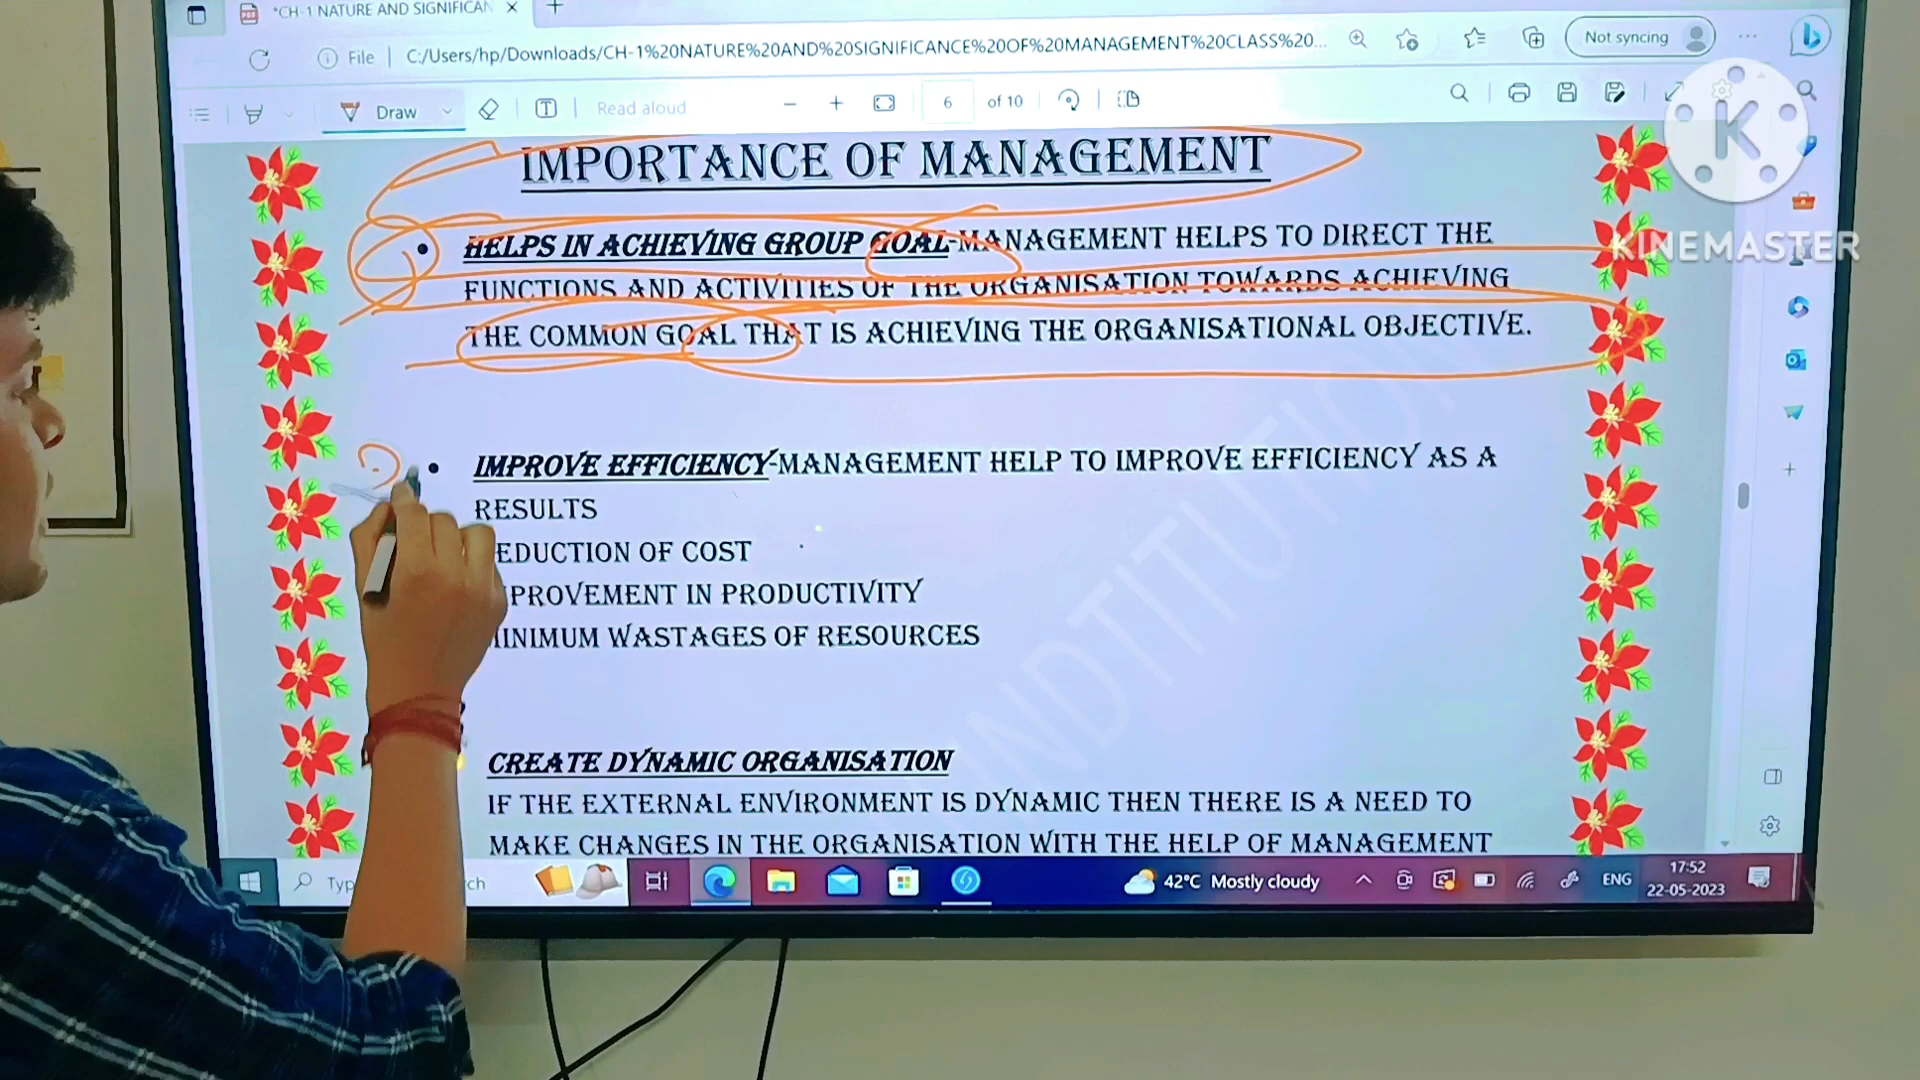 *CH-1 NATURE AND SIGNIFICAN
File C:/Users/hp/Downloads/CH-1%20NATURE%20AND%20SIGNIFICANCE%20OF%20MANAGEMENT%20CLASS%20... Not syncing
Draw Read aloud 6 of 10
K
KINEMASTER
IMPORTANCE OF MANAGEMENT
• HELPS IN ACHIEVING GROUP GOAL-MANAGEMENT HELPS TO DIRECT THE
FUNCTIONS AND ACTIVITIES OF THE ORGANISATION TOWARDS ACHIEVING
THE COMMON GOAL THAT IS ACHIEVING THE ORGANISATIONAL OBJECTIVE.
• IMPROVE EFFICIENCY-MANAGEMENT HELP TO IMPROVE EFFICIENCY AS A
RESULTS
EDUCTION OF COST
PROVEMENT IN PRODUCTIVITY
INIMUM WASTAGES OF RESOURCES
CREATE DYNAMIC ORGANISATION
IF THE EXTERNAL ENVIRONMENT IS DYNAMIC THEN THERE IS A NEED TO
MAKE CHANGES IN THE ORGANISATION WITH THE HELP OF MANAGEMENT
INDTITUTION
Typ ch 42°C Mostly cloudy ENG 17:52
22-05-2023